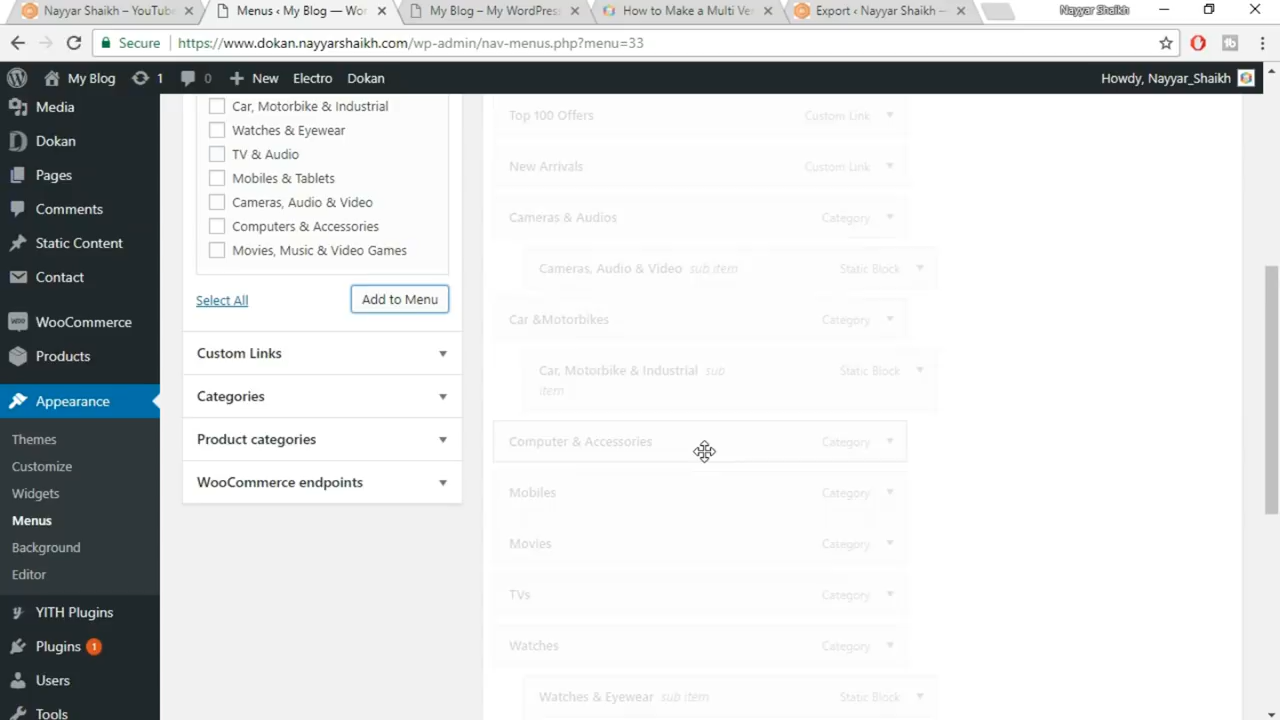 Nayyar Shaikh – YouTub
Menus ‹ My Blog — Wor
My Blog – My WordPres
How to Make a Multi Ve
Export ‹ Nayyar Shaikh —
Nayyar Shaikh
Secure
https://www.dokan.nayyarshaikh.com/wp-admin/nav-menus.php?menu=33
My Blog
1
0
New
Electro
Dokan
Howdy, Nayyar_Shaikh
Media
Dokan
Pages
Comments
Static Content
Contact
WooCommerce
Products
Appearance
Themes
Customize
Widgets
Menus
Background
Editor
YITH Plugins
Plugins 1
Users
Tools
Car, Motorbike & Industrial
Watches & Eyewear
TV & Audio
Mobiles & Tablets
Cameras, Audio & Video
Computers & Accessories
Movies, Music & Video Games
Select All
Add to Menu
Custom Links
Categories
Product categories
WooCommerce endpoints
Top 100 Offers Custom Link
New Arrivals Custom Link
Cameras & Audios Category
Cameras, Audio & Video sub item Static Block
Car &Motorbikes Category
Car, Motorbike & Industrial sub Static Block
item
Computer & Accessories Category
Mobiles Category
Movies Category
TVs Category
Watches Category
Watches & Eyewear sub item Static Block